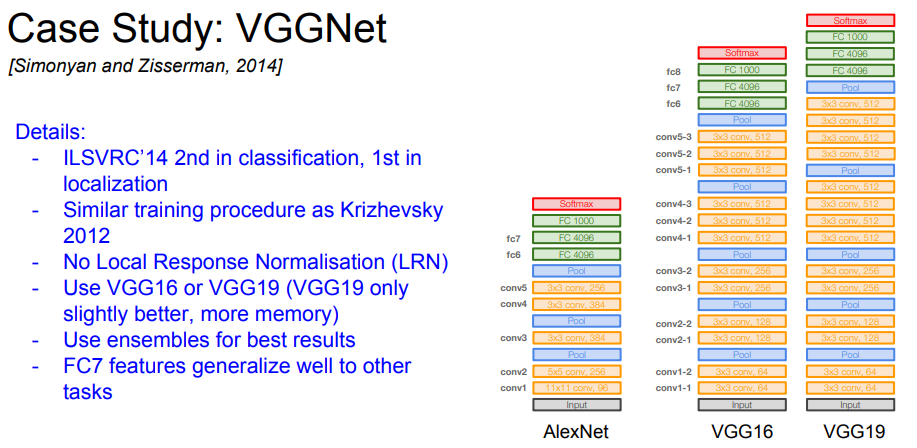 Case Study: VGGNet
[Simonyan and Zisserman, 2014]
Details:
- ILSVRC’14 2nd in classification, 1st in
localization
- Similar training procedure as Krizhevsky
2012
- No Local Response Normalisation (LRN)
- Use VGG16 or VGG19 (VGG19 only
slightly better, more memory)
- Use ensembles for best results
- FC7 features generalize well to other
tasks
Softmax
FC 1000
fc7 FC 4096
fc6 FC 4096
Pool
conv5 3x3 conv, 256
conv4 3x3 conv, 384
Pool
conv3 3x3 conv, 384
Pool
conv2 5x5 conv, 256
conv1 11x11 conv, 96
Input
AlexNet
Softmax
fc8 FC 1000
fc7 FC 4096
fc6 FC 4096
Pool
conv5-3 3x3 conv, 512
conv5-2 3x3 conv, 512
conv5-1 3x3 conv, 512
Pool
conv4-3 3x3 conv, 512
conv4-2 3x3 conv, 512
conv4-1 3x3 conv, 512
Pool
conv3-2 3x3 conv, 256
conv3-1 3x3 conv, 256
Pool
conv2-2 3x3 conv, 128
conv2-1 3x3 conv, 128
Pool
conv1-2 3x3 conv, 64
conv1-1 3x3 conv, 64
Input
VGG16
Softmax
FC 1000
FC 4096
FC 4096
Pool
3x3 conv, 512
3x3 conv, 512
3x3 conv, 512
3x3 conv, 512
Pool
3x3 conv, 512
3x3 conv, 512
3x3 conv, 512
3x3 conv, 512
Pool
3x3 conv, 256
3x3 conv, 256
Pool
3x3 conv, 128
3x3 conv, 128
Pool
3x3 conv, 64
3x3 conv, 64
Input
VGG19